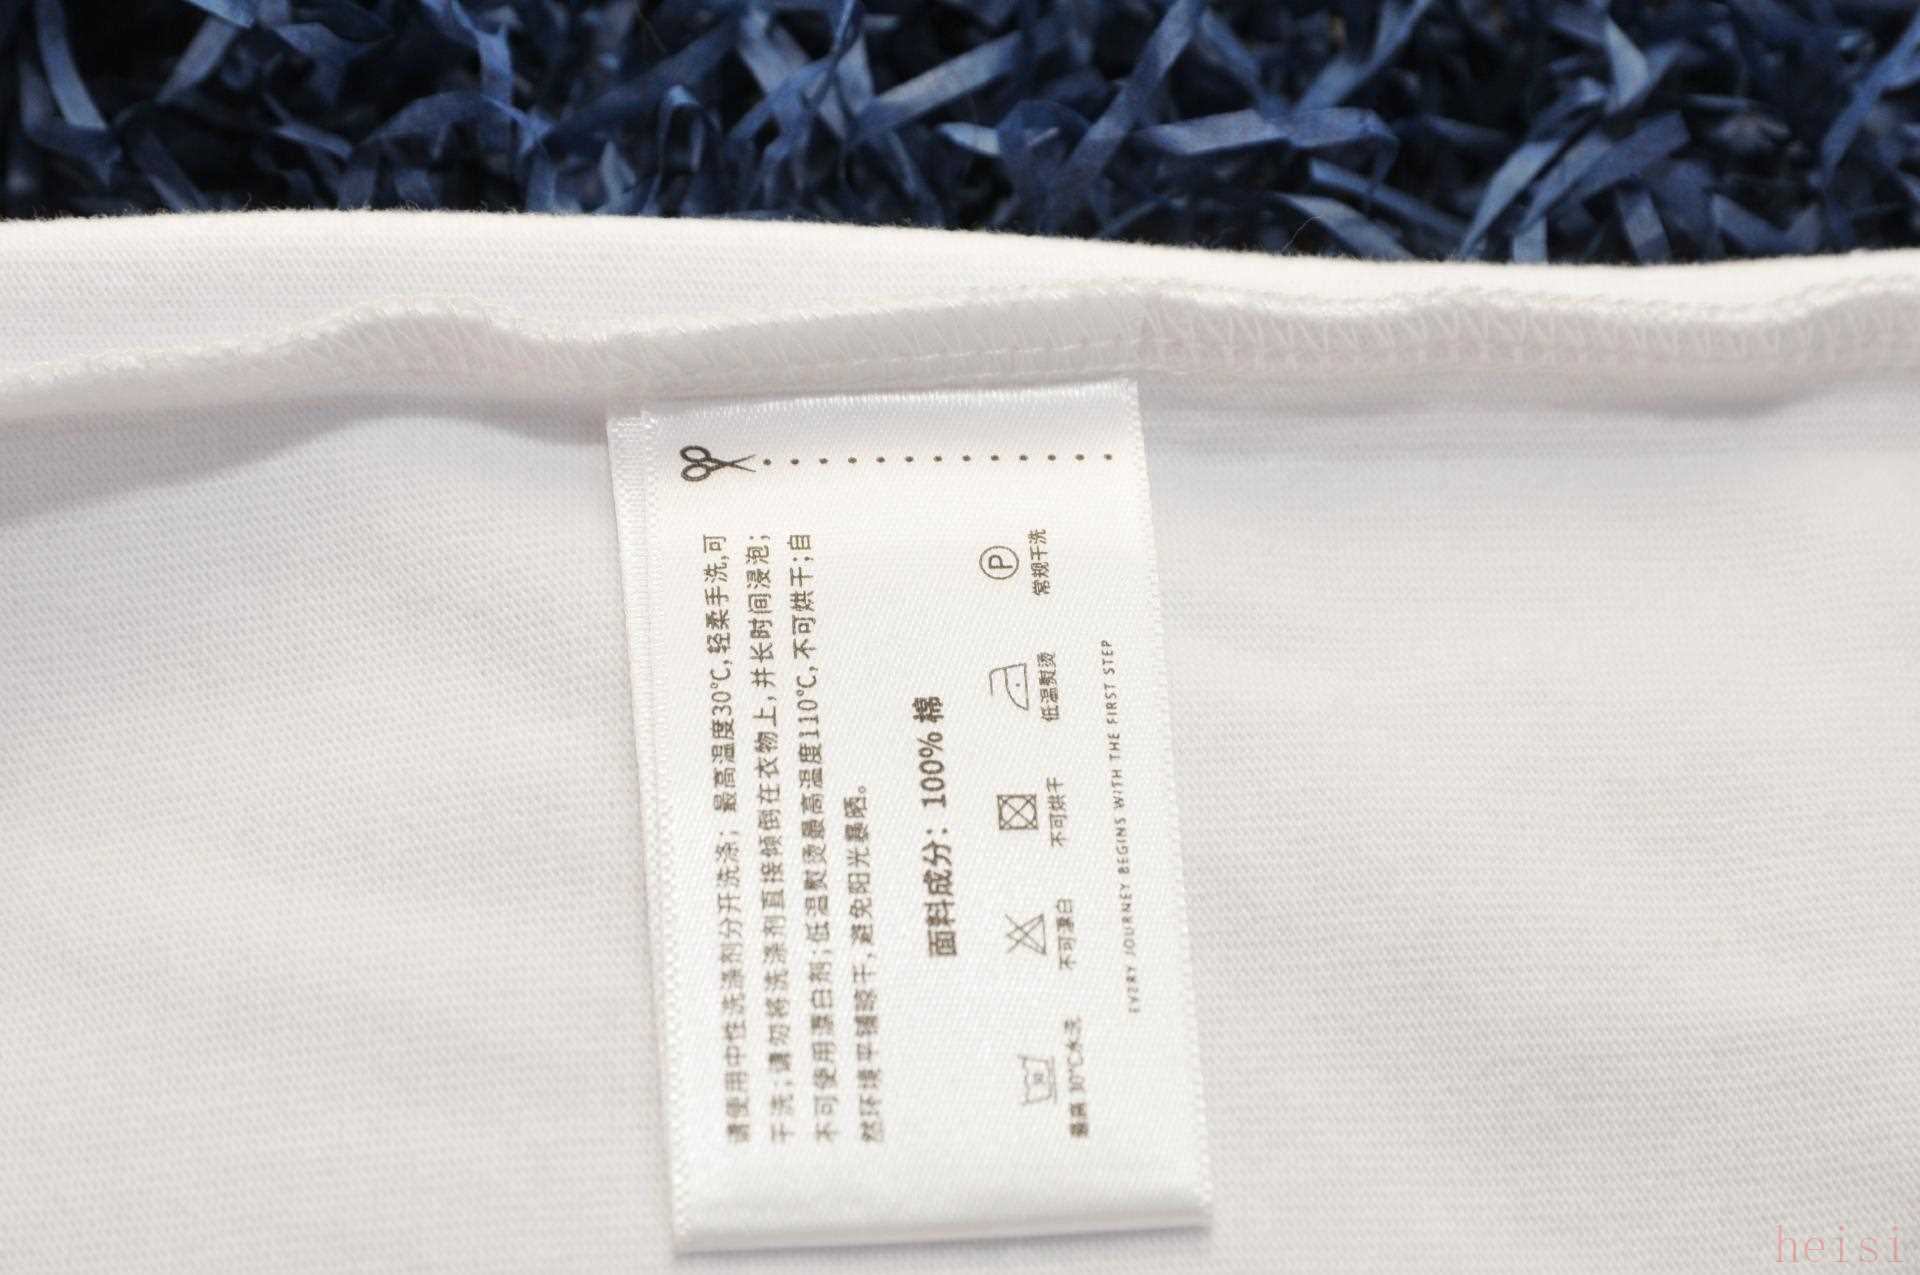 请使用中性洗涤剂分开洗涤；最高温度30℃,轻柔手洗,可
干洗；请勿将洗涤剂直接倾倒在衣物上,并长时间浸泡；
不可使用漂白剂；低温熨烫最高温度110℃,不可烘干；自
然环境平铺晾干,避免阳光暴晒。
面料成分：100%棉
30
P
最高30℃水洗
不可漂白
不可烘干
低温熨烫
常规干洗
EVERY JOURNEY BEGINS WITH THE FIRST STEP
heisi